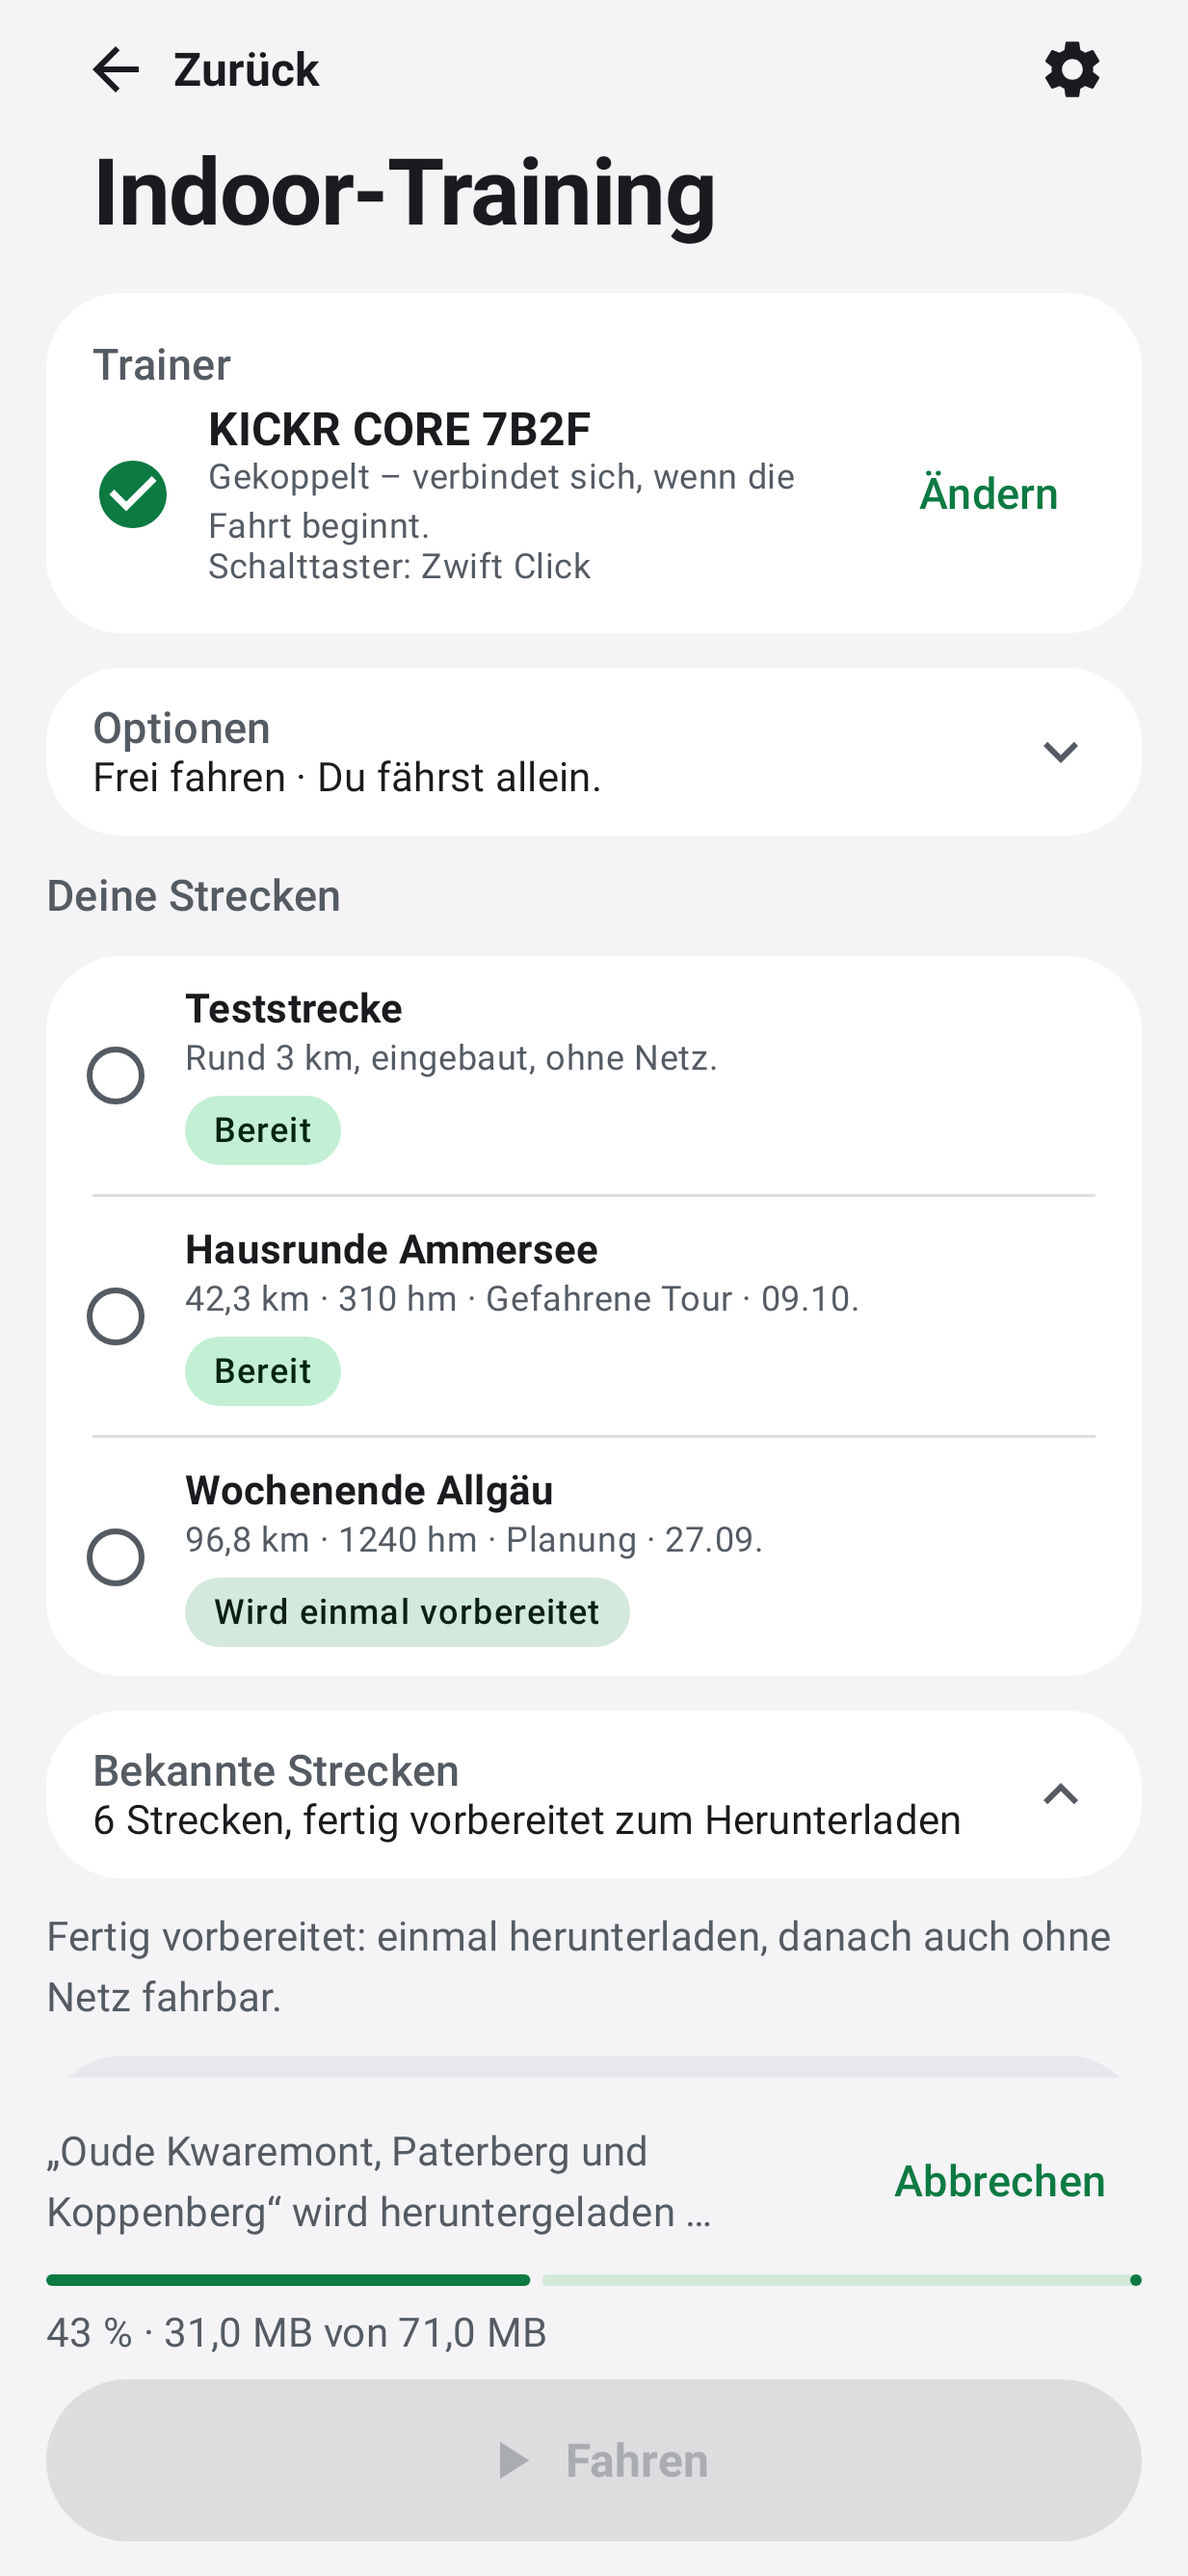 Zurück
Indoor-Training
Trainer
KICKR CORE 7B2F
Gekoppelt – verbindet sich, wenn die
Fahrt beginnt.
Schalttaster: Zwift Click
Ändern
Optionen
Frei fahren · Du fährst allein.
Deine Strecken
Teststrecke
Rund 3 km, eingebaut, ohne Netz.
Bereit
Hausrunde Ammersee
42,3 km · 310 hm · Gefahrene Tour · 09.10.
Bereit
Wochenende Allgäu
96,8 km · 1240 hm · Planung · 27.09.
Wird einmal vorbereitet
Bekannte Strecken
6 Strecken, fertig vorbereitet zum Herunterladen
Fertig vorbereitet: einmal herunterladen, danach auch ohne
Netz fahrbar.
„Oude Kwaremont, Paterberg und
Koppenberg“ wird heruntergeladen …
Abbrechen
43 % · 31,0 MB von 71,0 MB
Fahren